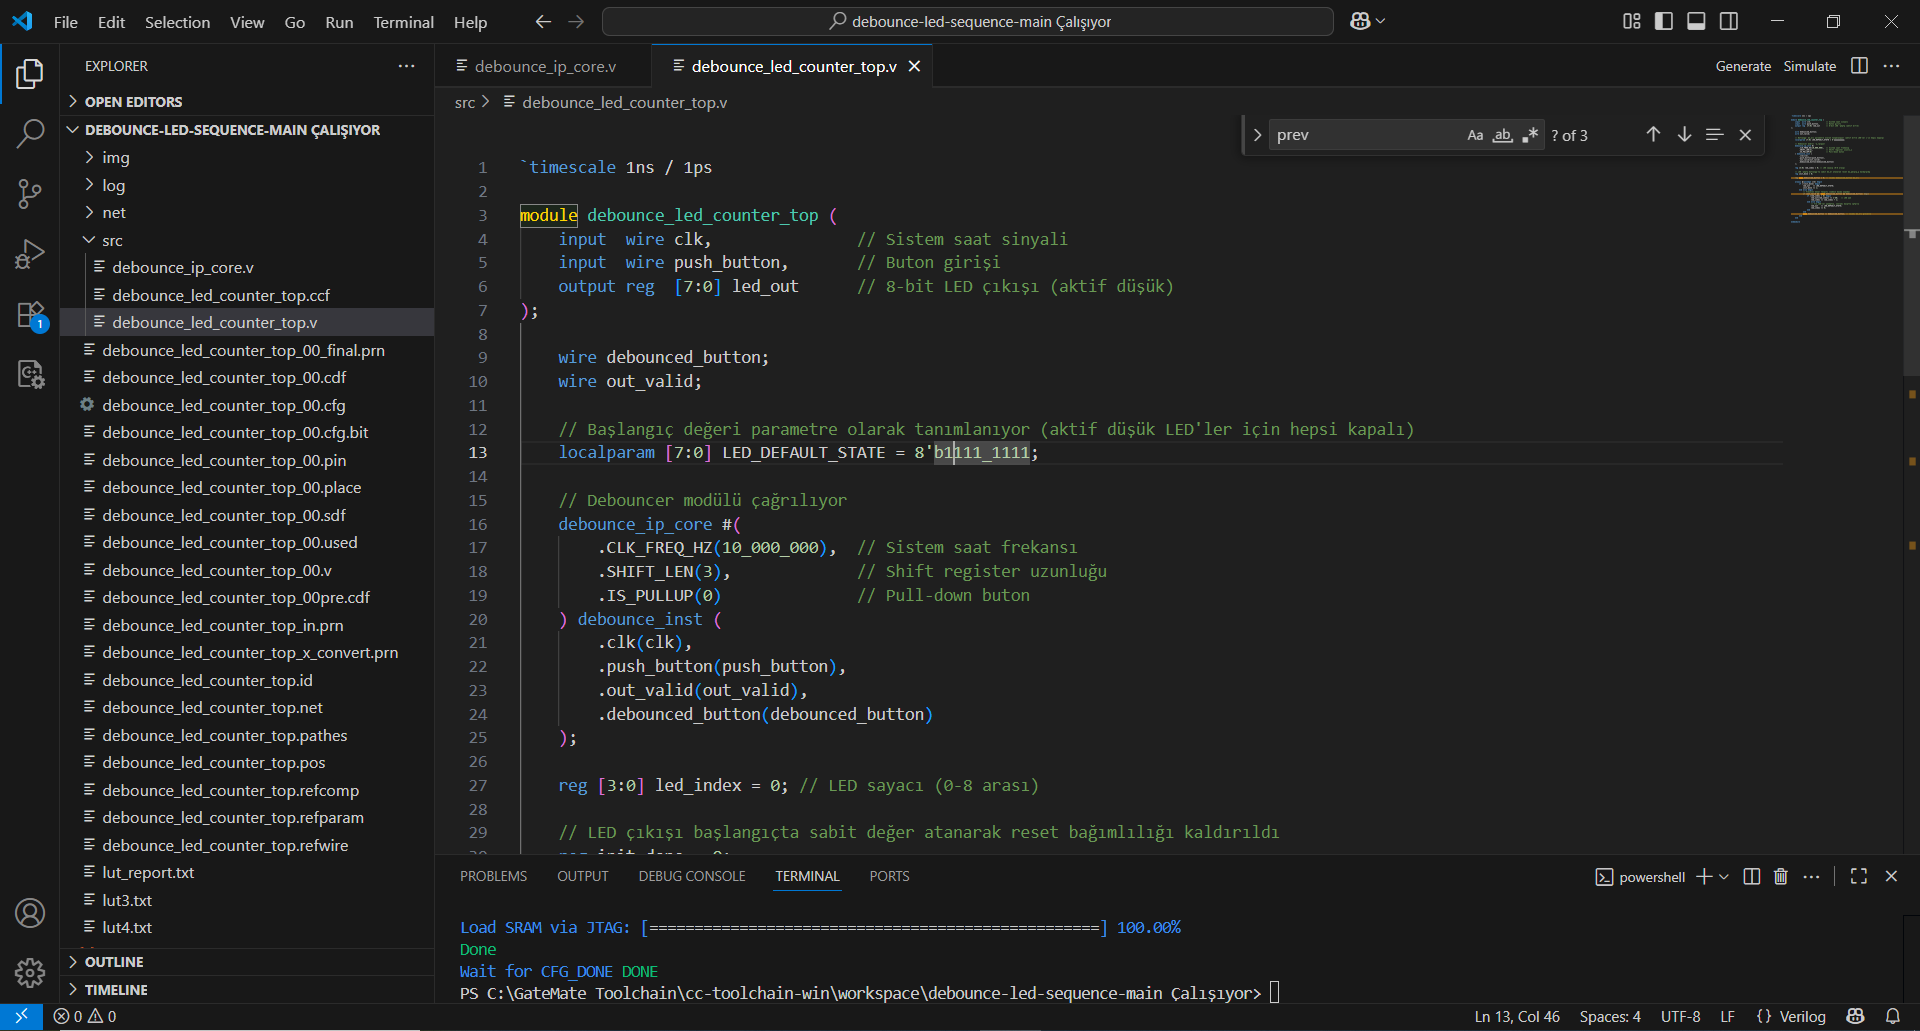 File Edit Selection View Go Run Terminal Help
debounce-led-sequence-main Çalışıyor
EXPLORER
OPEN EDITORS
DEBOUNCE-LED-SEQUENCE-MAIN ÇALIŞIYOR
img
log
net
src
debounce_ip_core.v
debounce_led_counter_top.ccf
debounce_led_counter_top.v
debounce_led_counter_top_00_final.prn
debounce_led_counter_top_00.cdf
debounce_led_counter_top_00.cfg
debounce_led_counter_top_00.cfg.bit
debounce_led_counter_top_00.pin
debounce_led_counter_top_00.place
debounce_led_counter_top_00.sdf
debounce_led_counter_top_00.used
debounce_led_counter_top_00.v
debounce_led_counter_top_00pre.cdf
debounce_led_counter_top_in.prn
debounce_led_counter_top_x_convert.prn
debounce_led_counter_top.id
debounce_led_counter_top.net
debounce_led_counter_top.pathes
debounce_led_counter_top.pos
debounce_led_counter_top.refcomp
debounce_led_counter_top.refparam
debounce_led_counter_top.refwire
lut_report.txt
lut3.txt
lut4.txt
OUTLINE
TIMELINE
1
debounce_ip_core.v debounce_led_counter_top.v
Generate Simulate
src > debounce_led_counter_top.v
prev Aa ab ? of 3
1 `timescale 1ns / 1ps
2
3 module debounce_led_counter_top (
4 input  wire clk, // Sistem saat sinyali
5 input  wire push_button, // Buton girişi
6 output reg  [7:0] led_out // 8-bit LED çıkışı (aktif düşük)
7 );
8
9 wire debounced_button;
10 wire out_valid;
11
12 // Başlangıç değeri parametre olarak tanımlanıyor (aktif düşük LED'ler için hepsi kapalı)
13 localparam [7:0] LED_DEFAULT_STATE = 8'b1111_1111;
14
15 // Debouncer modülü çağrılıyor
16 debounce_ip_core #(
17 .CLK_FREQ_HZ(10_000_000), // Sistem saat frekansı
18 .SHIFT_LEN(3), // Shift register uzunluğu
19 .IS_PULLUP(0) // Pull-down buton
20 ) debounce_inst (
21 .clk(clk),
22 .push_button(push_button),
23 .out_valid(out_valid),
24 .debounced_button(debounced_button)
25 );
26
27 reg [3:0] led_index = 0; // LED sayacı (0-8 arası)
28
29 // LED çıkışı başlangıçta sabit değer atanarak reset bağımlılığı kaldırıldı
PROBLEMS OUTPUT DEBUG CONSOLE TERMINAL PORTS
powershell
Load SRAM via JTAG: [==================================================] 100.00%
Done
Wait for CFG_DONE DONE
PS C:\GateMate Toolchain\cc-toolchain-win\workspace\debounce-led-sequence-main Çalışıyor>
0 0
Ln 13, Col 46 Spaces: 4 UTF-8 LF {} Verilog